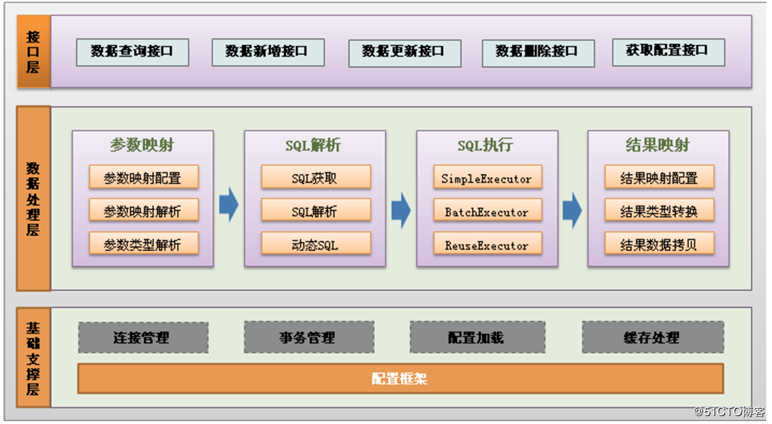 接口层
数据查询接口
数据新增接口
数据更新接口
数据删除接口
获取配置接口
数据处理层
参数映射
参数映射配置
参数映射解析
参数类型解析
SQL解析
SQL获取
SQL解析
动态SQL
SQL执行
SimpleExecutor
BatchExecutor
ReuseExecutor
结果映射
结果映射配置
结果类型转换
结果数据拷贝
基础支撑层
连接管理
事务管理
配置加载
缓存处理
配置框架
@51CTO博客